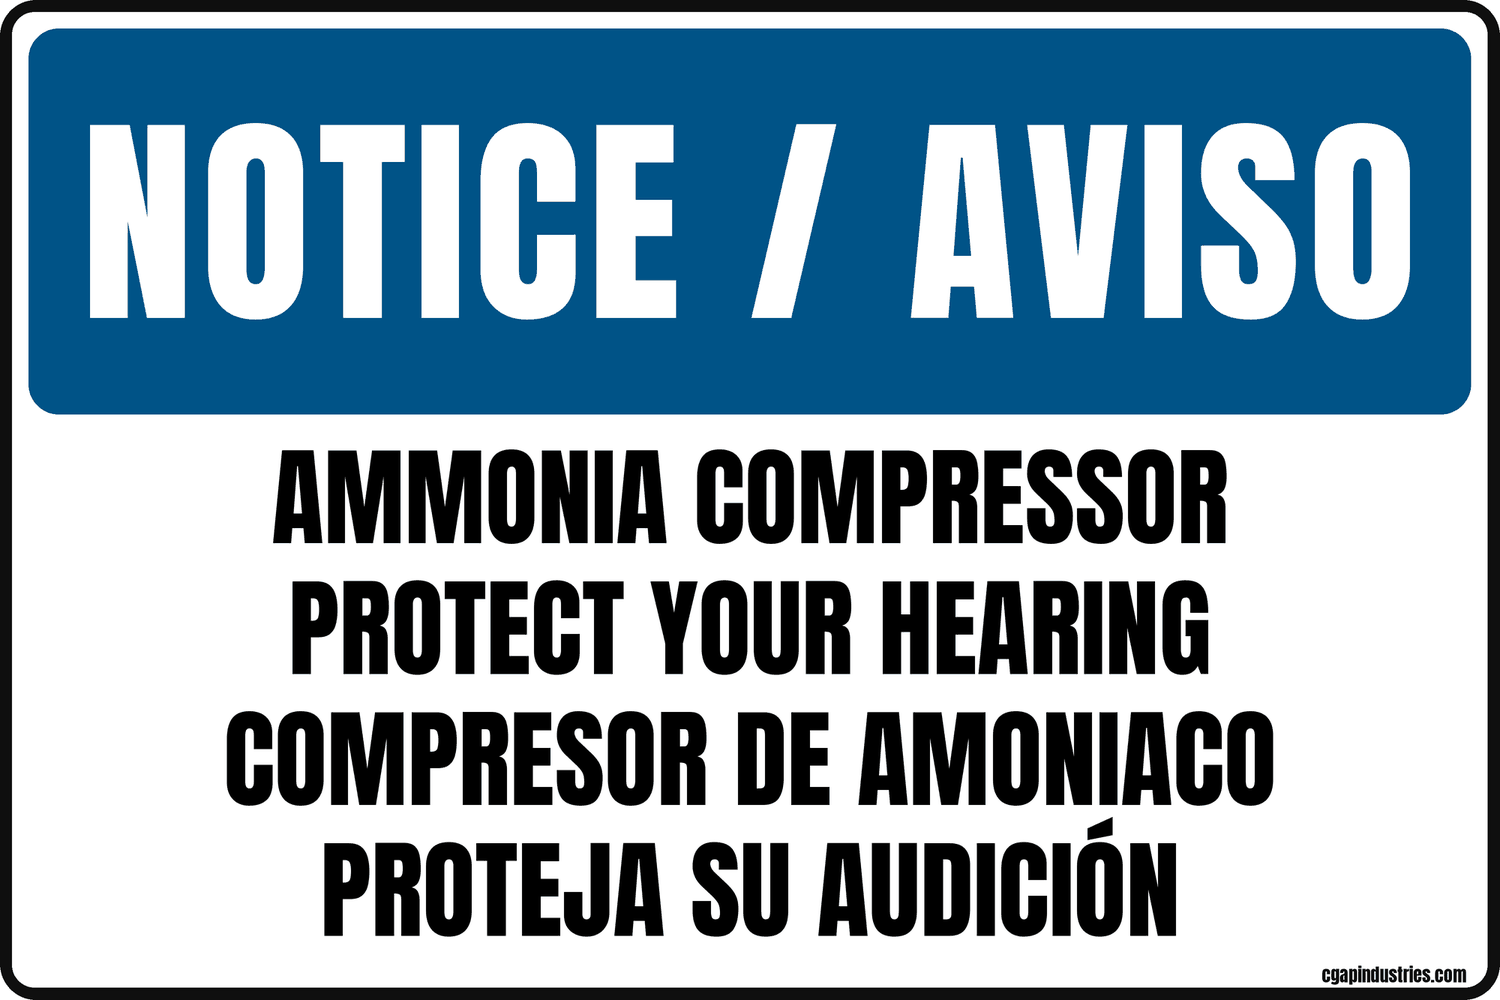 NOTICE / AVISO
AMMONIA COMPRESSOR
PROTECT YOUR HEARING
COMPRESOR DE AMONIACO
PROTEJA SU AUDICIÓN
cgapindustries.com